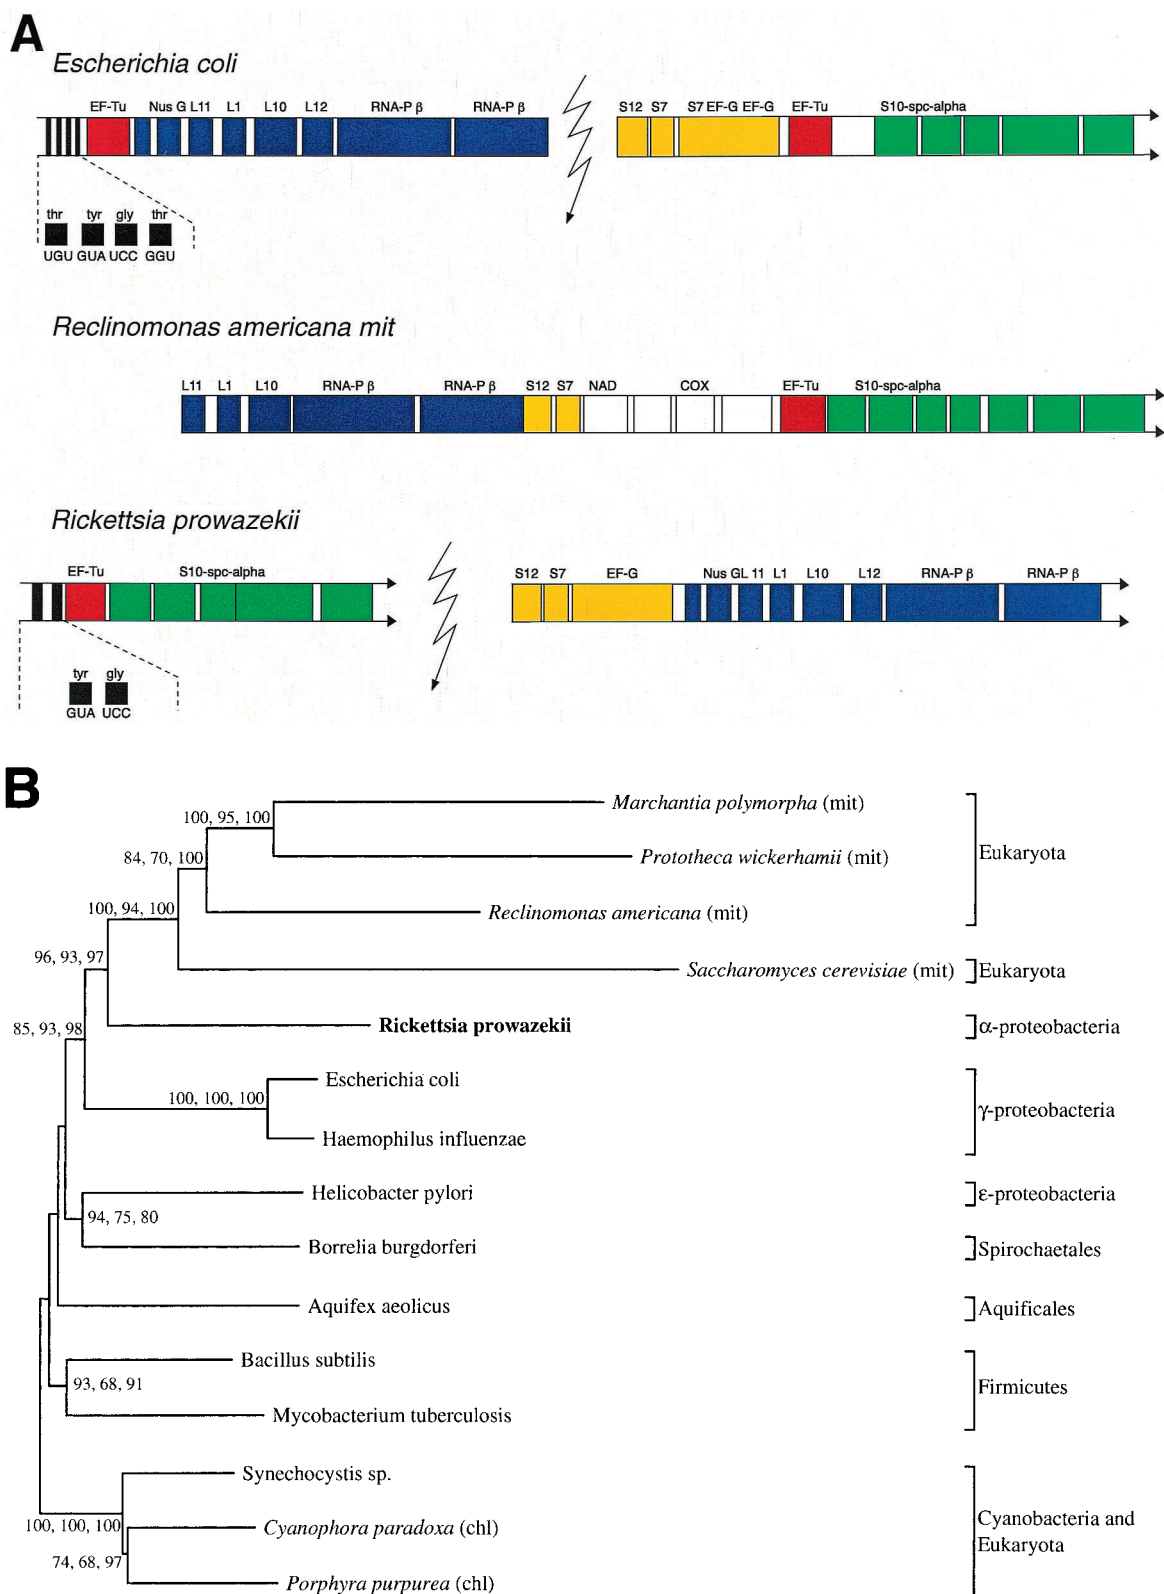 A
Escherichia coli
EF-Tu Nus G L11 L1 L10 L12 RNA-P β RNA-P β S12 S7 S7 EF-G EF-G EF-Tu S10-spc-alpha
thr tyr gly thr
UGU GUA UCC GGU
Reclinomonas americana mit
L11 L1 L10 RNA-P β RNA-P β S12 S7 NAD COX EF-Tu S10-spc-alpha
Rickettsia prowazekii
EF-Tu S10-spc-alpha S12 S7 EF-G Nus GL 11 L1 L10 L12 RNA-P β RNA-P β
tyr gly
GUA UCC
B
Marchantia polymorpha (mit)
100, 95, 100
Eukaryota
84, 70, 100
Prototheca wickerhamii (mit)
100, 94, 100
Reclinomonas americana (mit)
96, 93, 97
Saccharomyces cerevisiae (mit) Eukaryota
85, 93, 98
Rickettsia prowazekii α-proteobacteria
Escherichia coli
100, 100, 100
γ-proteobacteria
Haemophilus influenzae
Helicobacter pylori ε-proteobacteria
94, 75, 80
Borrelia burgdorferi Spirochaetales
Aquifex aeolicus Aquificales
Bacillus subtilis
93, 68, 91
Firmicutes
Mycobacterium tuberculosis
Synechocystis sp.
100, 100, 100
Cyanophora paradoxa (chl)
Cyanobacteria and
Eukaryota
74, 68, 97
Porphyra purpurea (chl)